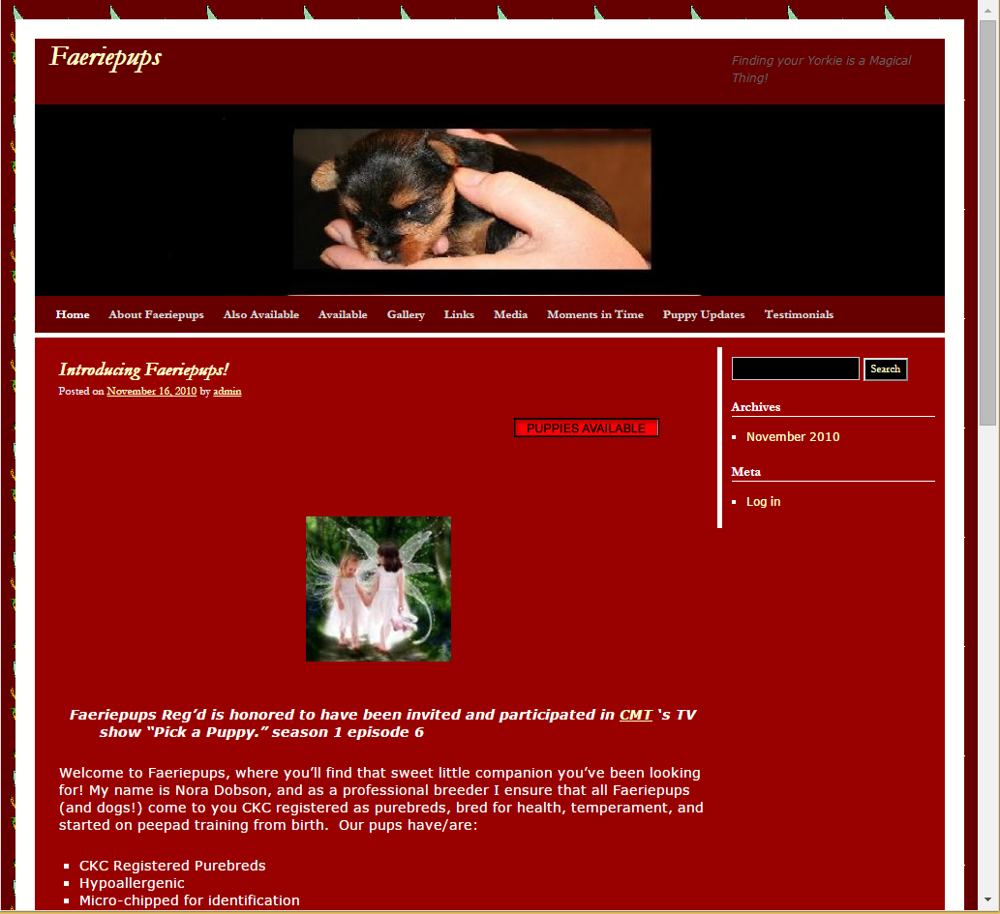 Faeriepups
Finding your Yorkie is a Magical
Thing!
Home About Faeriepups Also Available Available Gallery Links Media Moments in Time Puppy Updates Testimonials
Introducing Faeriepups!
Posted on November 16, 2010 by admin
PUPPIES AVAILABLE
Search
Archives
November 2010
Meta
Log in
Faeriepups Reg’d is honored to have been invited and participated in CMT ‘s TV
show “Pick a Puppy.” season 1 episode 6
Welcome to Faeriepups, where you’ll find that sweet little companion you’ve been looking
for! My name is Nora Dobson, and as a professional breeder I ensure that all Faeriepups
(and dogs!) come to you CKC registered as purebreds, bred for health, temperament, and
started on peepad training from birth.  Our pups have/are:
CKC Registered Purebreds
Hypoallergenic
Micro-chipped for identification